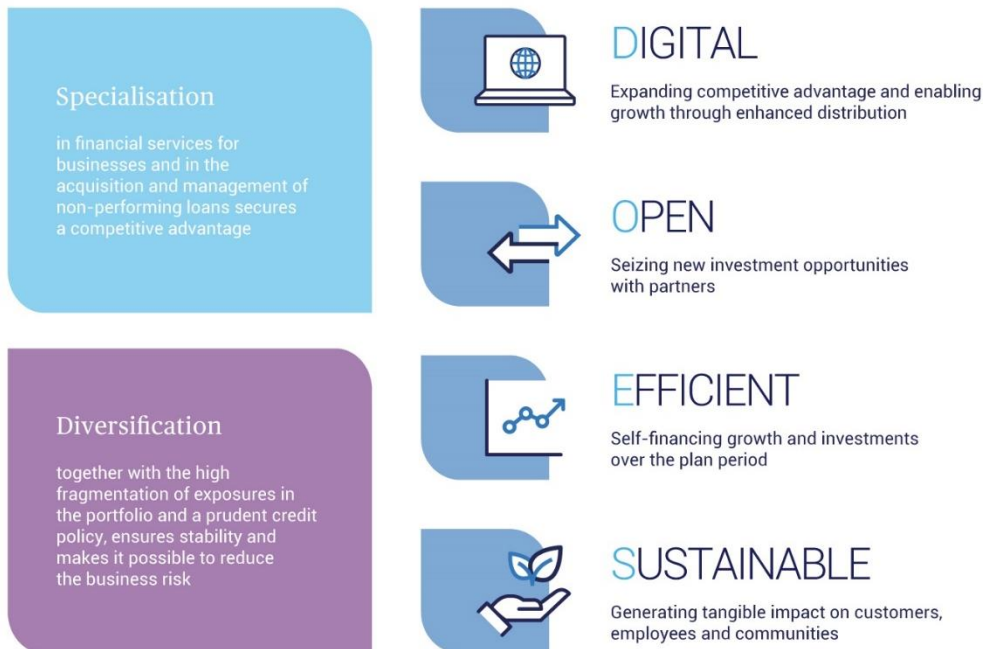 Specialisation
in financial services for
businesses and in the
acquisition and management of
non-performing loans secures
a competitive advantage
Diversification
together with the high
fragmentation of exposures in
the portfolio and a prudent credit
policy, ensures stability and
makes it possible to reduce
the business risk
DIGITAL
Expanding competitive advantage and enabling
growth through enhanced distribution
OPEN
Seizing new investment opportunities
with partners
EFFICIENT
Self-financing growth and investments
over the plan period
SUSTAINABLE
Generating tangible impact on customers,
employees and communities